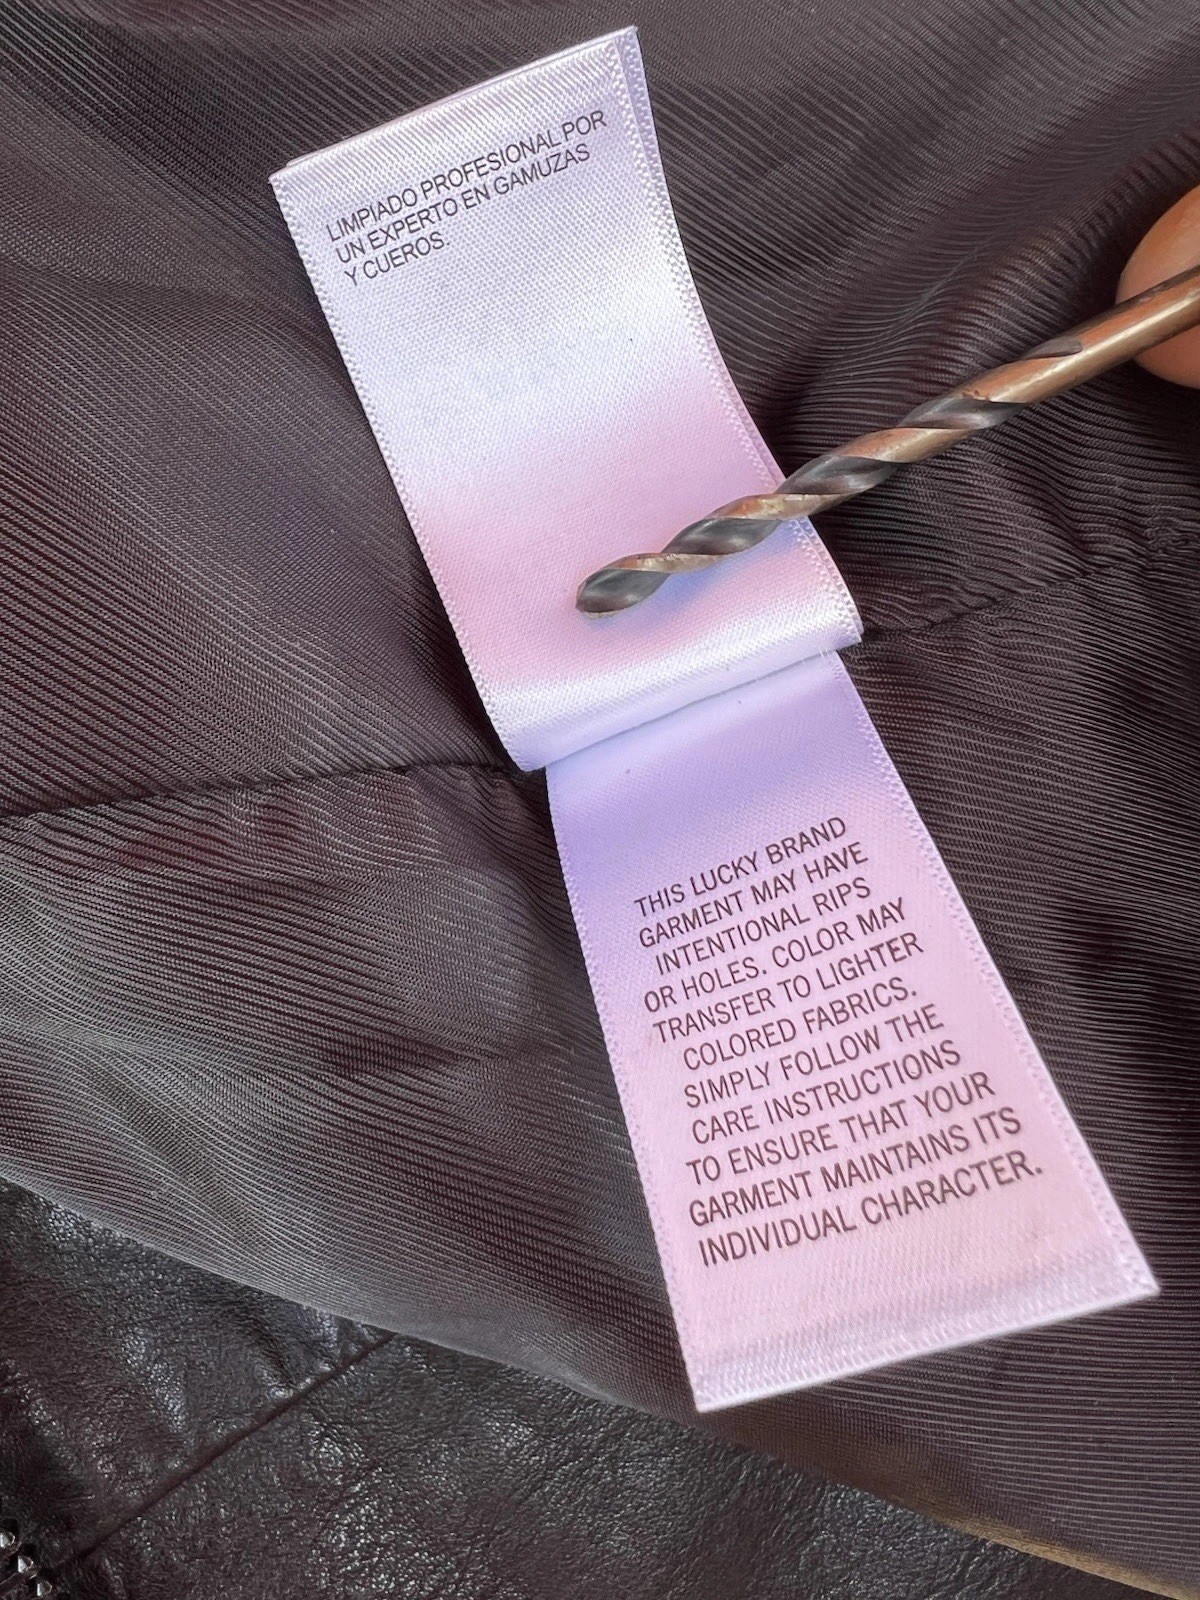 LIMPIADO PROFESIONAL POR
UN EXPERTO EN GAMUZAS
Y CUEROS.
THIS LUCKY BRAND
GARMENT MAY HAVE
INTENTIONAL RIPS
OR HOLES. COLOR MAY
TRANSFER TO LIGHTER
COLORED FABRICS.
SIMPLY FOLLOW THE
CARE INSTRUCTIONS
TO ENSURE THAT YOUR
GARMENT MAINTAINS ITS
INDIVIDUAL CHARACTER.